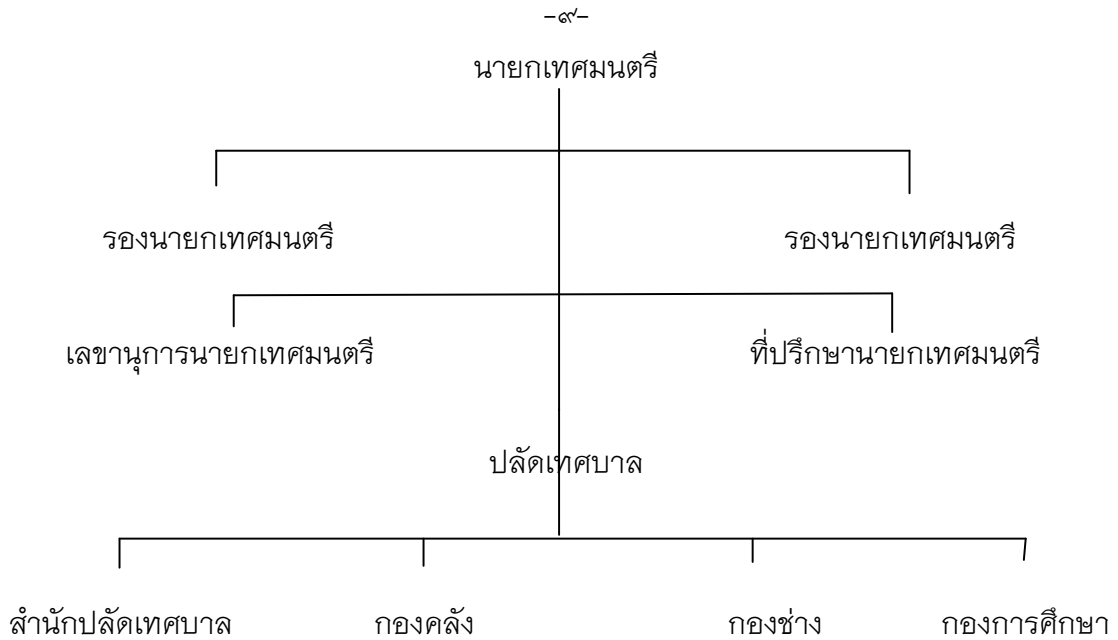 -๙-
นายกเทศมนตรี
รองนายกเทศมนตรี รองนายกเทศมนตรี
เลขานุการนายกเทศมนตรี ที่ปรึกษานายกเทศมนตรี
ปลัดเทศบาล
สำนักปลัดเทศบาล กองคลัง กองช่าง กองการศึกษา